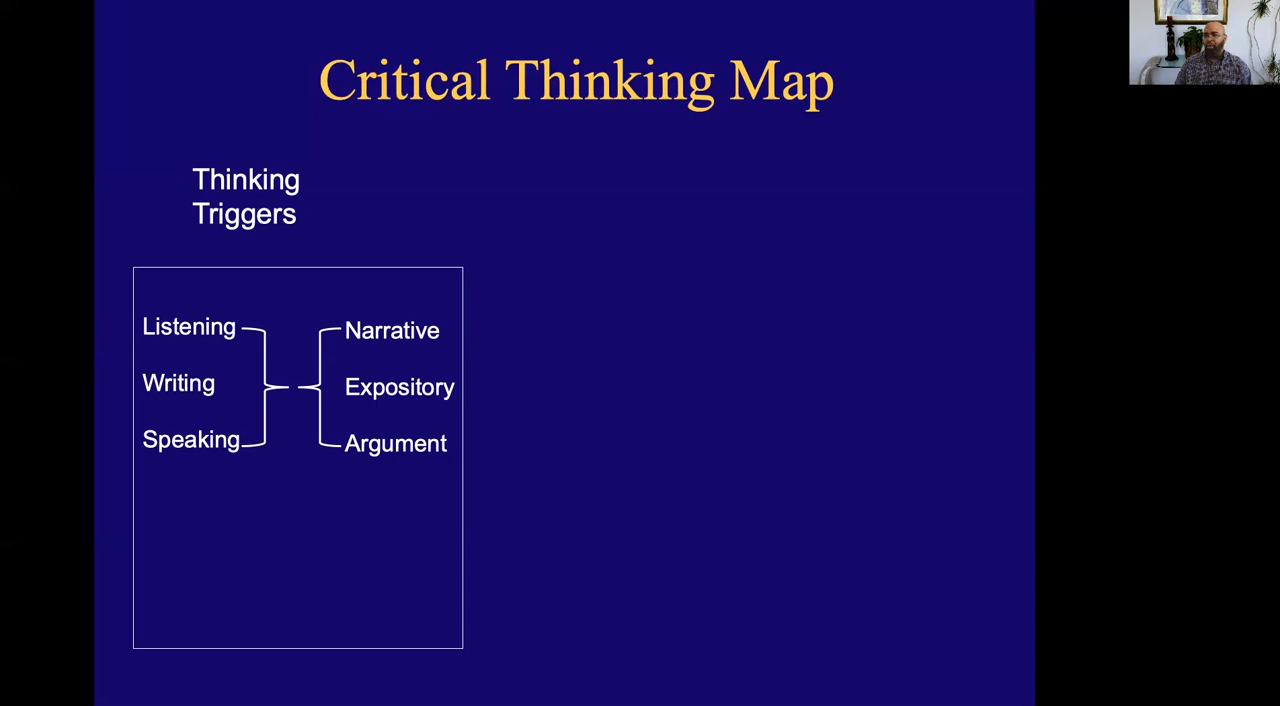 Critical Thinking Map
Thinking
Triggers
Listening
Writing
Speaking
Narrative
Expository
Argument